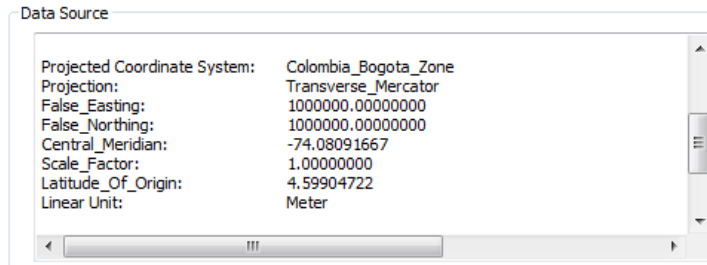 Data Source
Projected Coordinate System: Colombia_Bogota_Zone
Projection: Transverse_Mercator
False_Easting: 1000000.00000000
False_Northing: 1000000.00000000
Central_Meridian: -74.08091667
Scale_Factor: 1.00000000
Latitude_Of_Origin: 4.59904722
Linear Unit: Meter